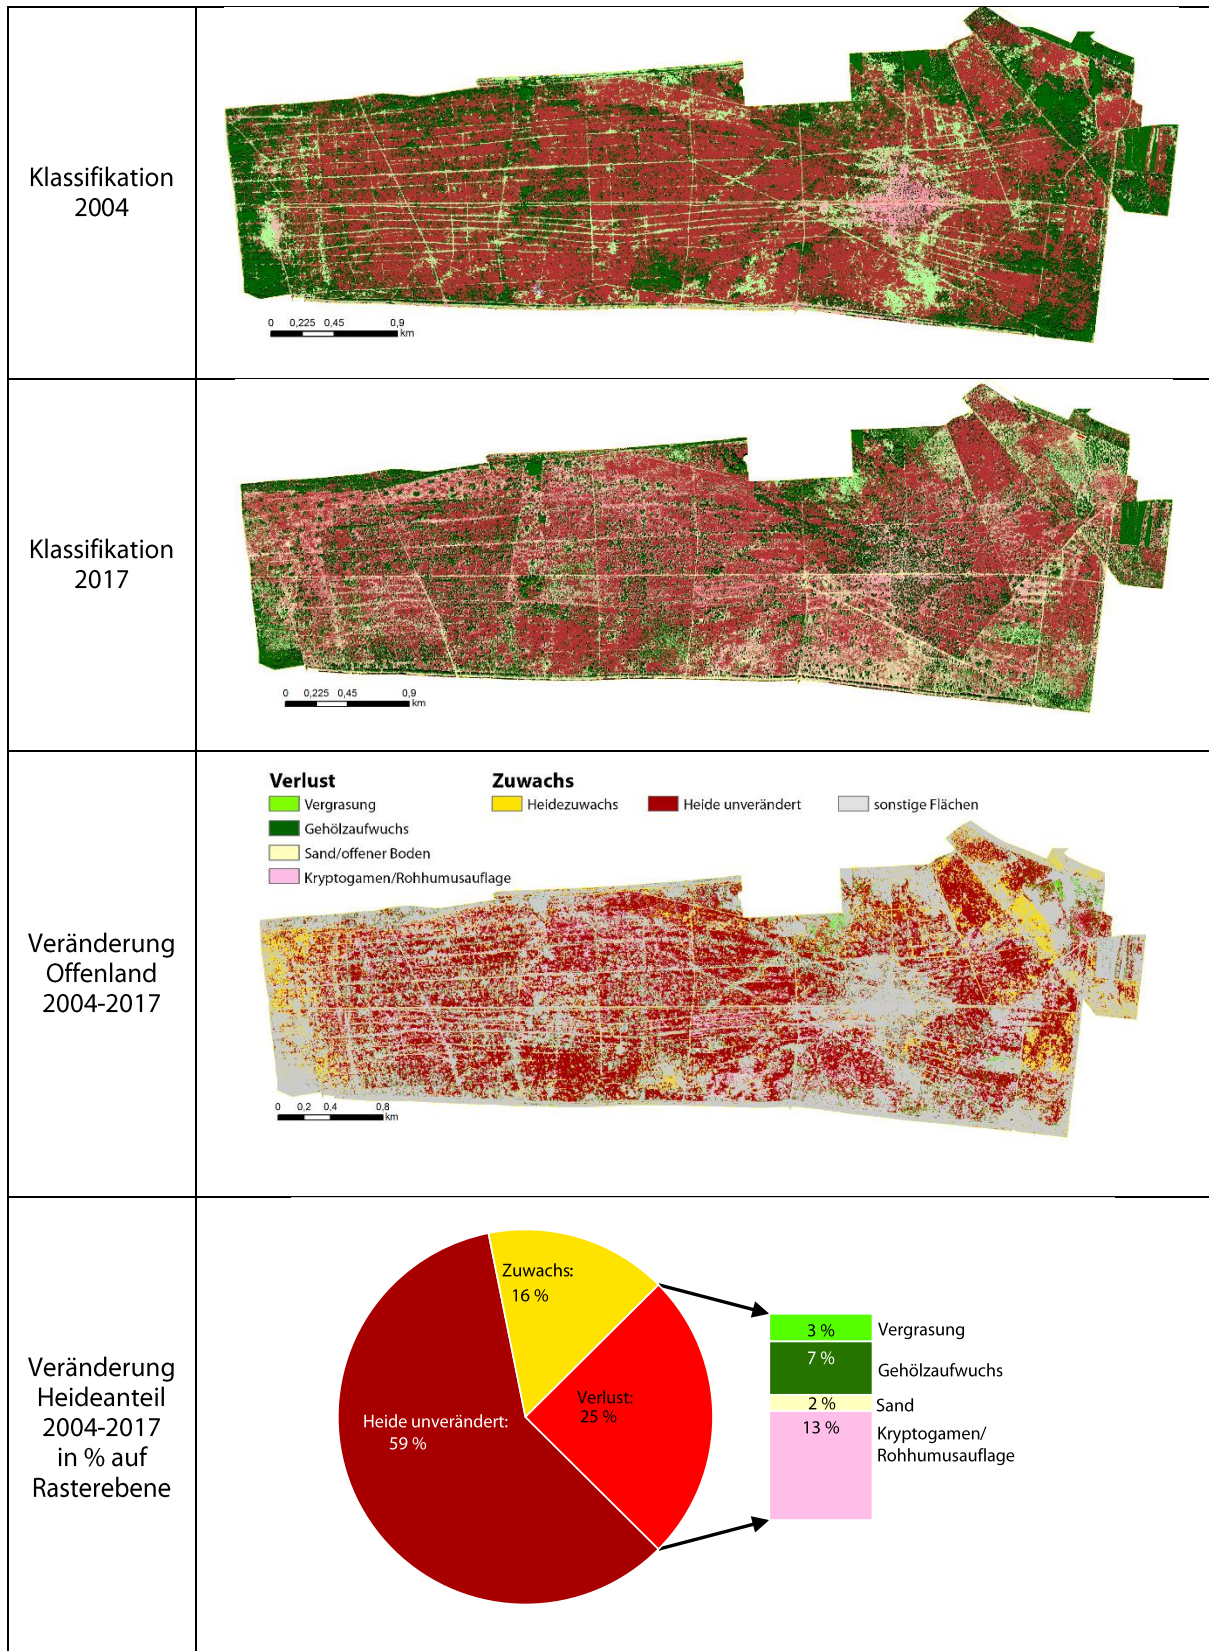 Klassifikation
2004
0 0,225 0,45 0,9
km
Klassifikation
2017
0 0,225 0,45 0,9
km
Veränderung
Offenland
2004-2017
Verlust
Zuwachs
Vergrasung
Heidezuwachs
Heide unverändert
sonstige Flächen
Gehölzaufwuchs
Sand/offener Boden
Kryptogamen/Rohhumusauflage
0 0,2 0,4 0,8
km
Veränderung
Heideanteil
2004-2017
in % auf
Rasterebene
Zuwachs:
16 %
Verlust:
25 %
Heide unverändert:
59 %
3 %
Vergrasung
7 %
Gehölzaufwuchs
2 %
Sand
13 %
Kryptogamen/
Rohhumusauflage